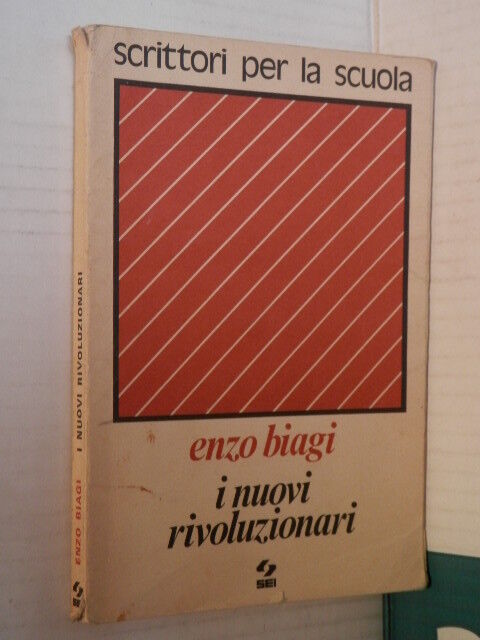 scrittori per la scuola
enzo biagi
i nuovi
rivoluzionari
SEI
ENZO BIAGI I NUOVI RIVOLUZIONARI